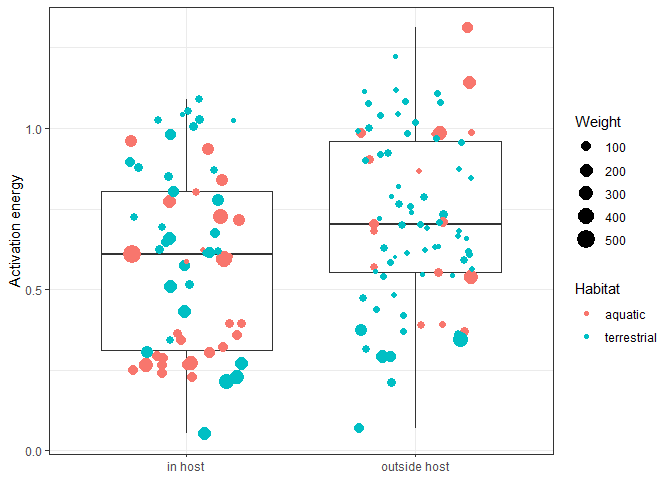 Activation energy
1.0
0.5
0.0
in host
outside host
Weight
100
200
300
400
500
Habitat
aquatic
terrestrial